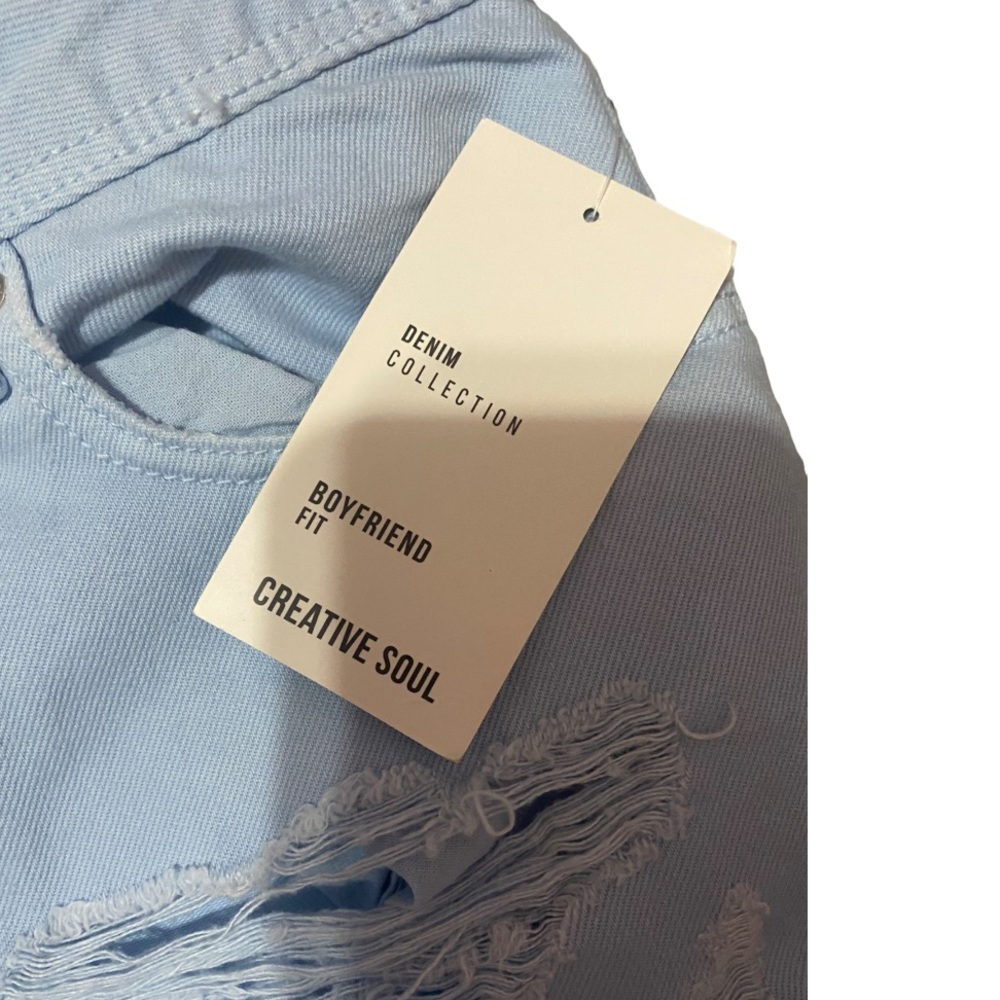 DENIM
COLLECTION
BOYFRIEND
FIT
CREATIVE SOUL